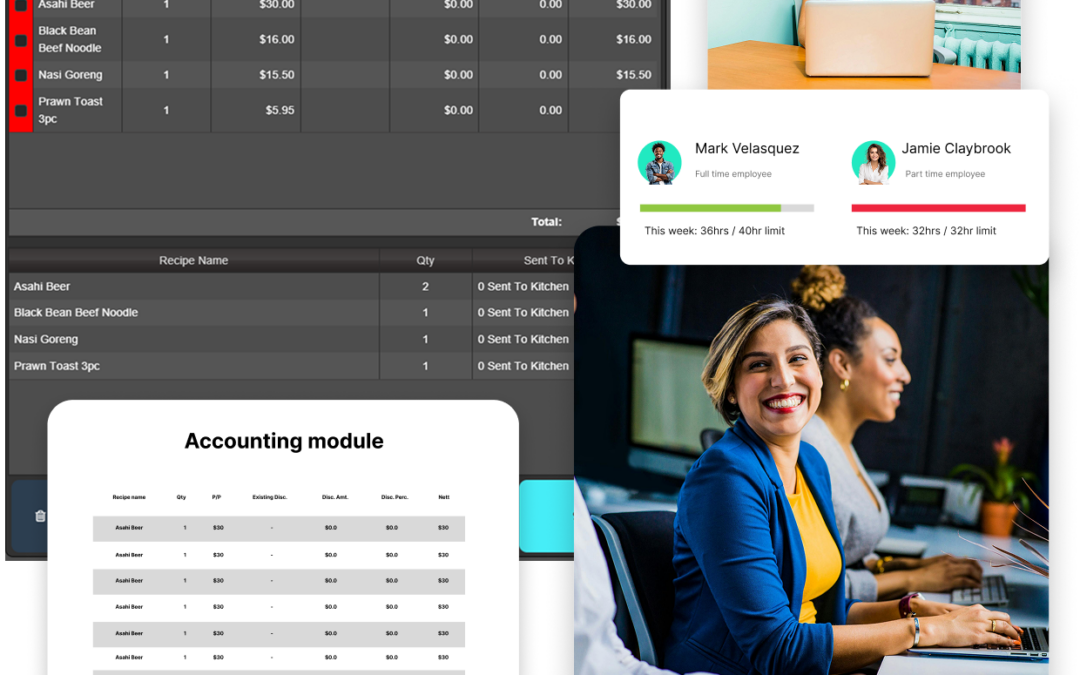 Asahi Beer 1 $30.00 $0.00 0.00 $30.00
Black Bean
Beef Noodle 1 $16.00 $0.00 0.00 $16.00
Nasi Goreng 1 $15.50 $0.00 0.00 $15.50
Prawn Toast
3pc 1 $5.95 $0.00 0.00
Total:
Recipe Name Qty Sent To K
Asahi Beer 2 0 Sent To Kitchen
Black Bean Beef Noodle 1 0 Sent To Kitchen
Nasi Goreng 1 0 Sent To Kitchen
Prawn Toast 3pc 1 0 Sent To Kitchen
Mark Velasquez
Full time employee
This week: 36hrs / 40hr limit
Jamie Claybrook
Part time employee
This week: 32hrs / 32hr limit
Accounting module
Recipe name Qty P/P Existing Disc. Disc. Amt. Disc. Perc. Nett
Asahi Beer 1 $30 - $0.0 $0.0 $30
Asahi Beer 1 $30 - $0.0 $0.0 $30
Asahi Beer 1 $30 - $0.0 $0.0 $30
Asahi Beer 1 $30 - $0.0 $0.0 $30
Asahi Beer 1 $30 - $0.0 $0.0 $30
Asahi Beer 1 $30 - $0.0 $0.0 $30